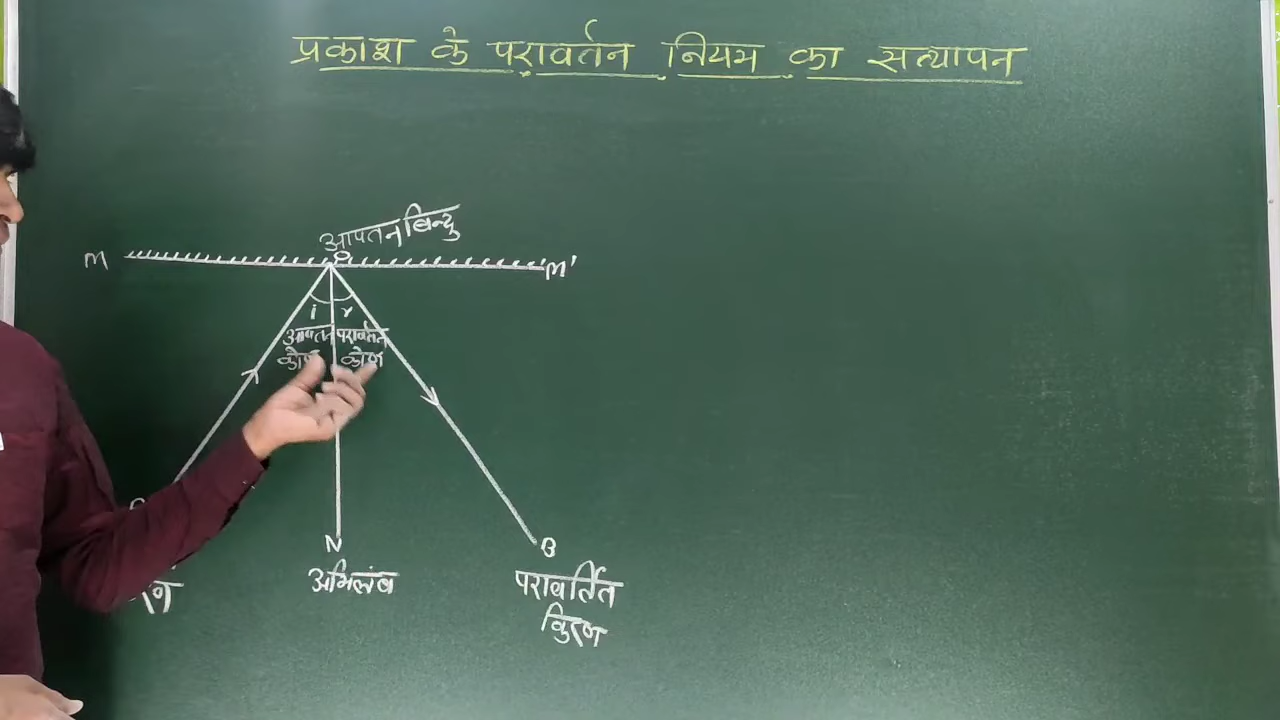 प्रकाश के परावर्तन नियम का सत्यापन
आपतन बिन्दु
M O M'
i r
आपतन परावर्तन
कोण कोण
N B
अभिलंब परावर्तित
किरण